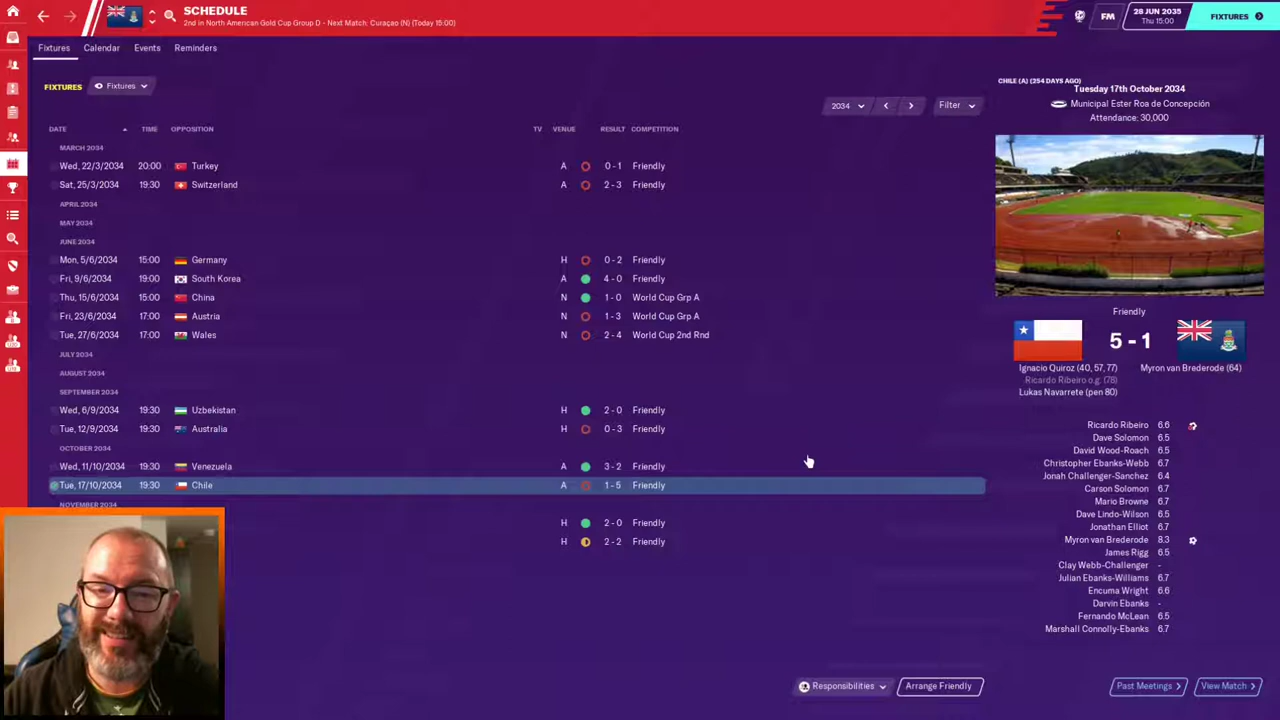 SCHEDULE
2nd in North American Gold Cup Group D - Next Match: Curaçao (N) (Today 15:00)
FM
28 JUN 2035
Thu 15:00
FIXTURES
Fixtures Calendar Events Reminders
FIXTURES Fixtures
2034 Filter
DATE TIME OPPOSITION TV VENUE RESULT COMPETITION
MARCH 2034
Wed, 22/3/2034 20:00 Turkey A 0 - 1 Friendly
Sat, 25/3/2034 19:30 Switzerland A 2 - 3 Friendly
APRIL 2034
MAY 2034
JUNE 2034
Mon, 5/6/2034 15:00 Germany H 0 - 2 Friendly
Fri, 9/6/2034 19:00 South Korea A 4 - 0 Friendly
Thu, 15/6/2034 15:00 China N 1 - 0 World Cup Grp A
Fri, 23/6/2034 17:00 Austria N 1 - 3 World Cup Grp A
Tue, 27/6/2034 17:00 Wales N 2 - 4 World Cup 2nd Rnd
JULY 2034
AUGUST 2034
SEPTEMBER 2034
Wed, 6/9/2034 19:30 Uzbekistan H 2 - 0 Friendly
Tue, 12/9/2034 19:30 Australia H 0 - 3 Friendly
OCTOBER 2034
Wed, 11/10/2034 19:30 Venezuela A 3 - 2 Friendly
Tue, 17/10/2034 19:30 Chile A 1 - 5 Friendly
NOVEMBER 2034
H 2 - 0 Friendly
H 2 - 2 Friendly
Responsibilities Arrange Friendly
CHILE (A) (254 DAYS AGO)
Tuesday 17th October 2034
Municipal Ester Roa de Concepción
Attendance: 30,000
Friendly
5 - 1
Ignacio Quiroz (40, 57, 77) Myron van Brederode (64)
Ricardo Ribeiro o.g. (78)
Lukas Navarrete (pen 80)
Ricardo Ribeiro 6.6
Dave Solomon 6.5
David Wood-Roach 6.5
Christopher Ebanks-Webb 6.7
Jonah Challenger-Sanchez 6.4
Carson Solomon 6.7
Mario Browne 6.7
Dave Lindo-Wilson 6.5
Jonathan Elliot 6.7
Myron van Brederode 8.3
James Rigg 6.5
Clay Webb-Challenger -
Julian Ebanks-Williams 6.7
Encuma Wright 6.6
Darvin Ebanks -
Fernando McLean 6.5
Marshall Connolly-Ebanks 6.7
Past Meetings View Match